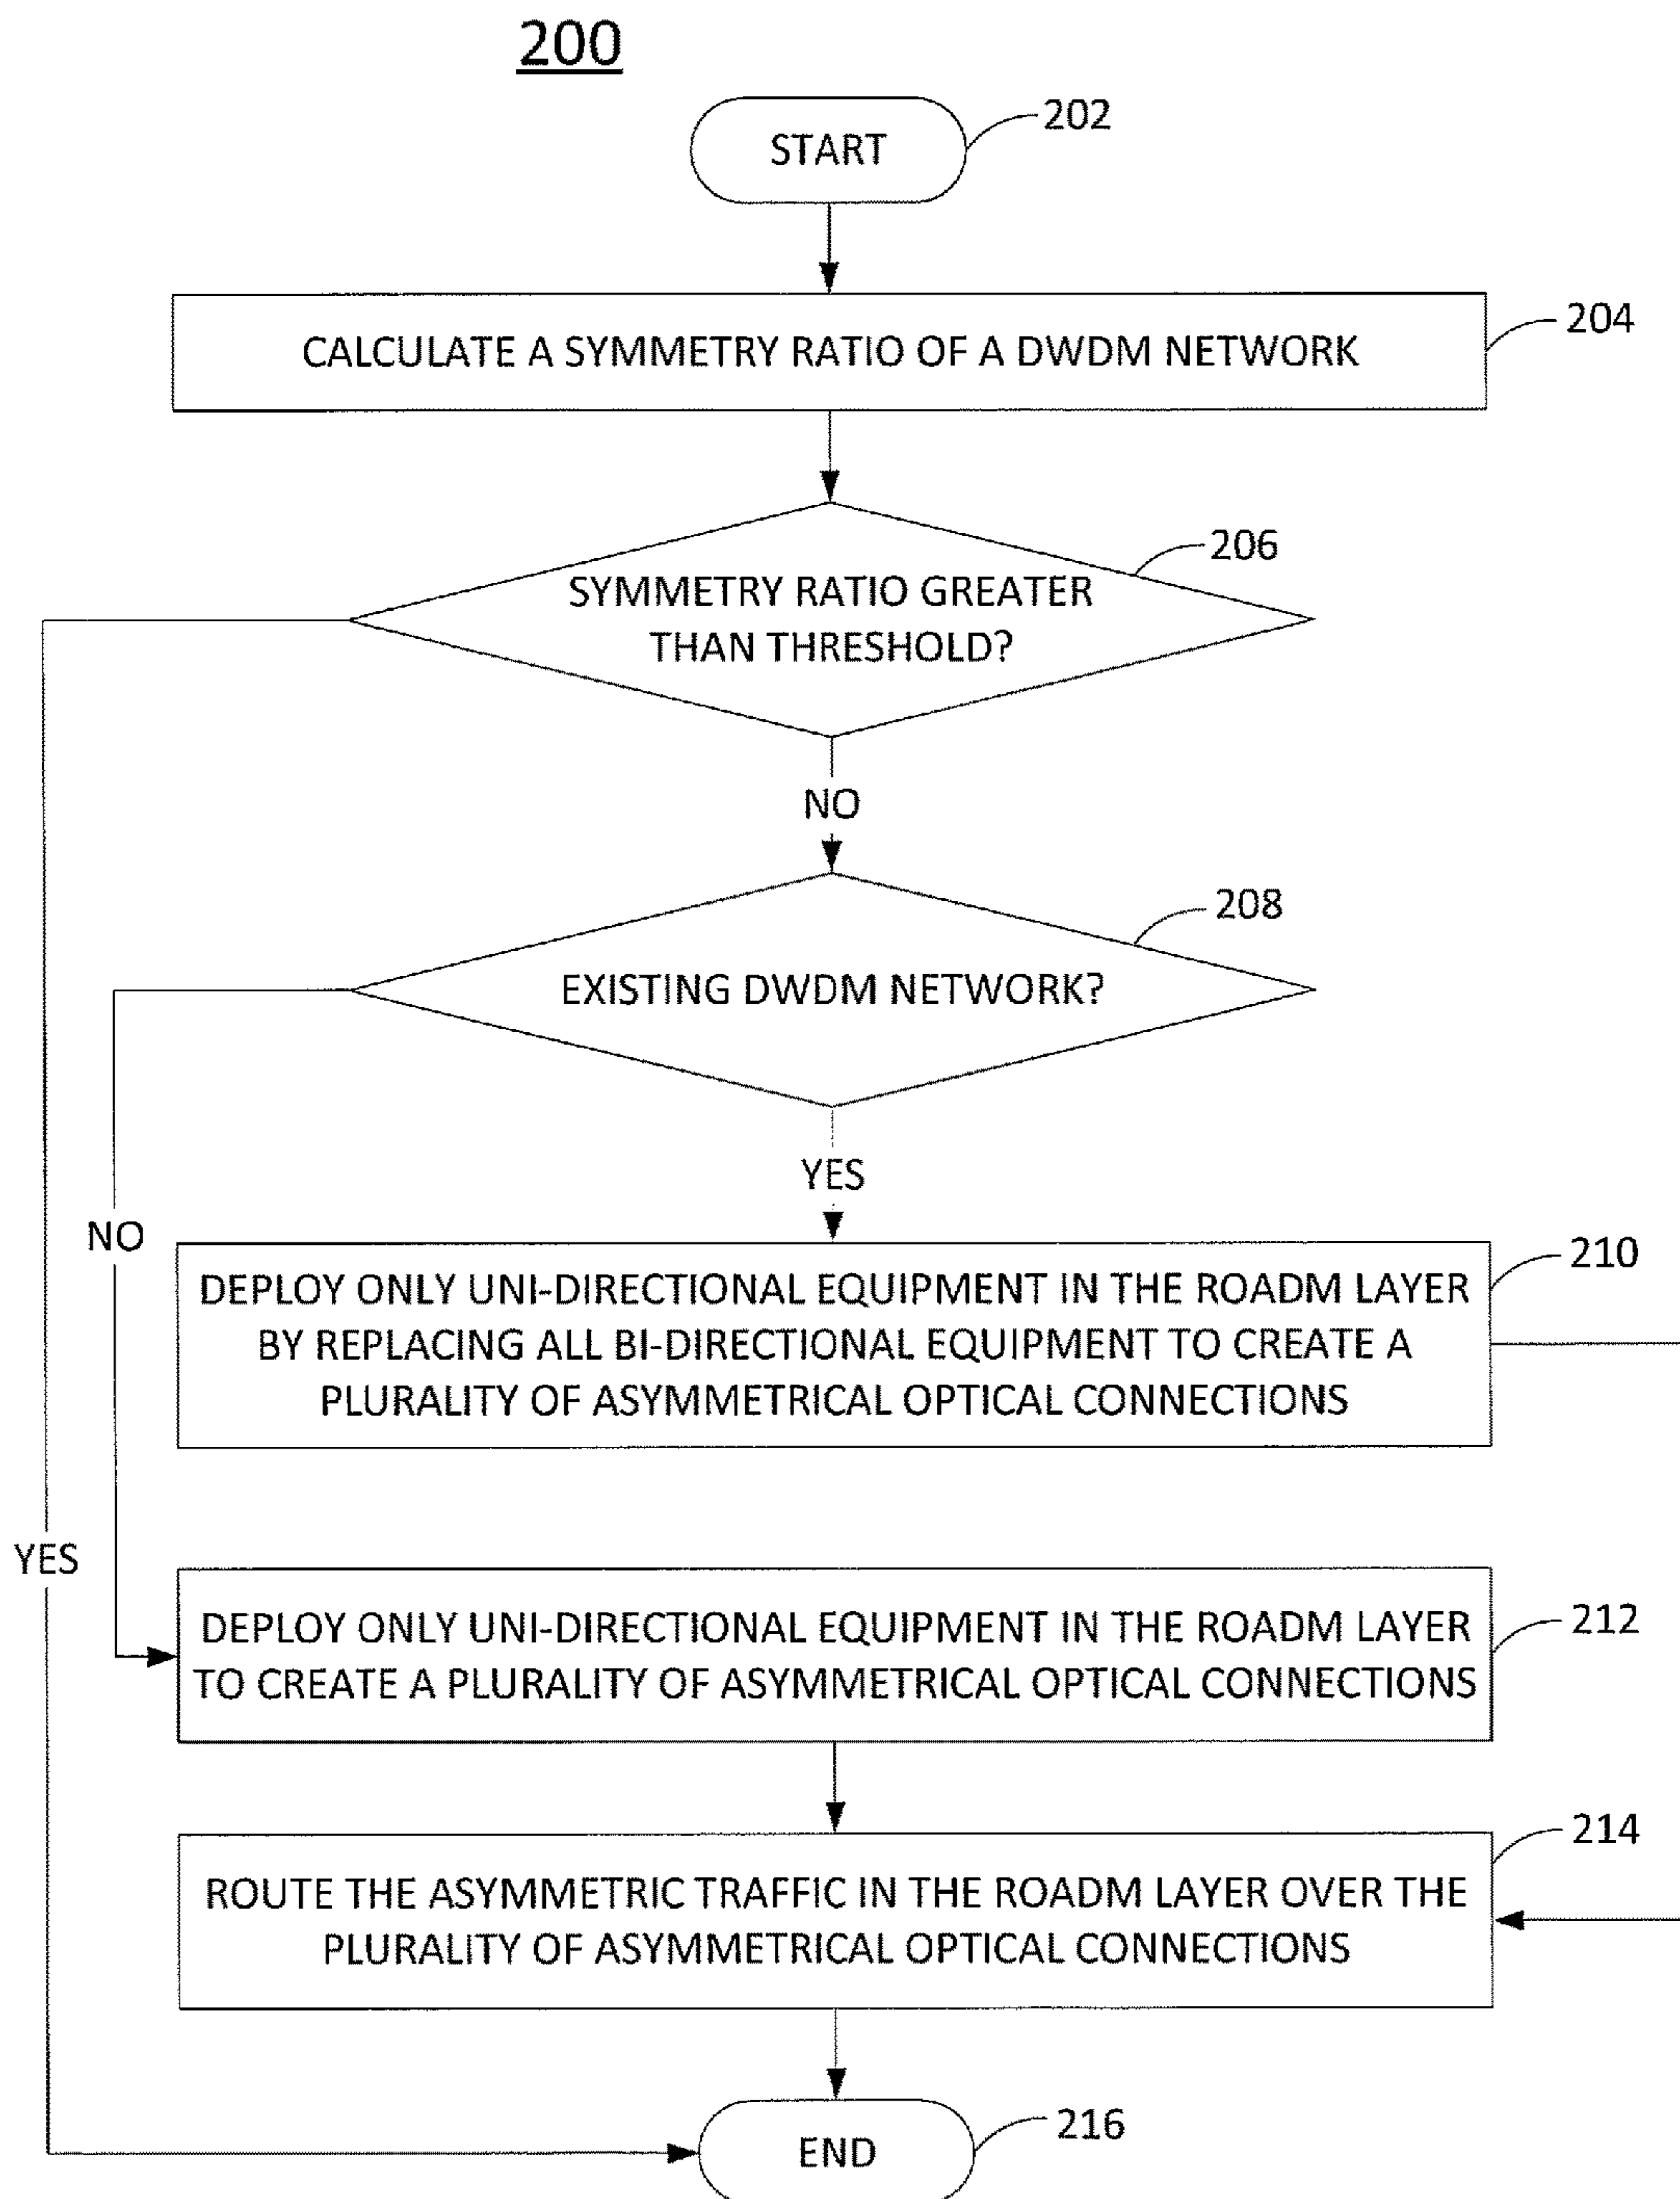 200
START
202
CALCULATE A SYMMETRY RATIO OF A DWDM NETWORK
204
206
SYMMETRY RATIO GREATER
THAN THRESHOLD?
NO
208
EXISTING DWDM NETWORK?
YES
NO
210
DEPLOY ONLY UNI-DIRECTIONAL EQUIPMENT IN THE ROADM LAYER
BY REPLACING ALL BI-DIRECTIONAL EQUIPMENT TO CREATE A
PLURALITY OF ASYMMETRICAL OPTICAL CONNECTIONS
YES
212
DEPLOY ONLY UNI-DIRECTIONAL EQUIPMENT IN THE ROADM LAYER
TO CREATE A PLURALITY OF ASYMMETRICAL OPTICAL CONNECTIONS
214
ROUTE THE ASYMMETRIC TRAFFIC IN THE ROADM LAYER OVER THE
PLURALITY OF ASYMMETRICAL OPTICAL CONNECTIONS
216
END